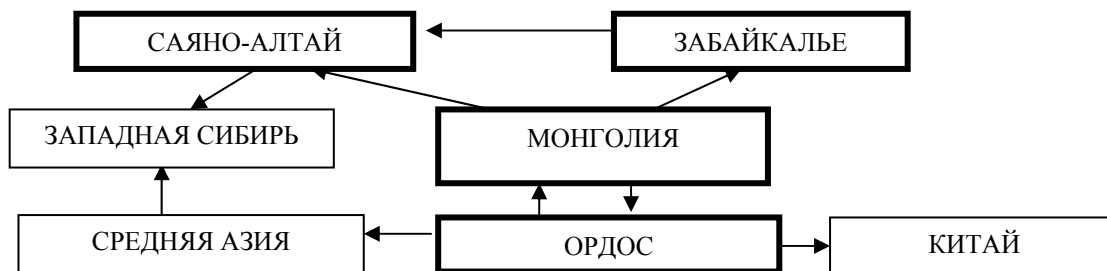 САЯНО-АЛТАЙ
ЗАБАЙКАЛЬЕ
ЗАПАДНАЯ СИБИРЬ
МОНГОЛИЯ
СРЕДНЯЯ АЗИЯ
ОРДОС
КИТАЙ